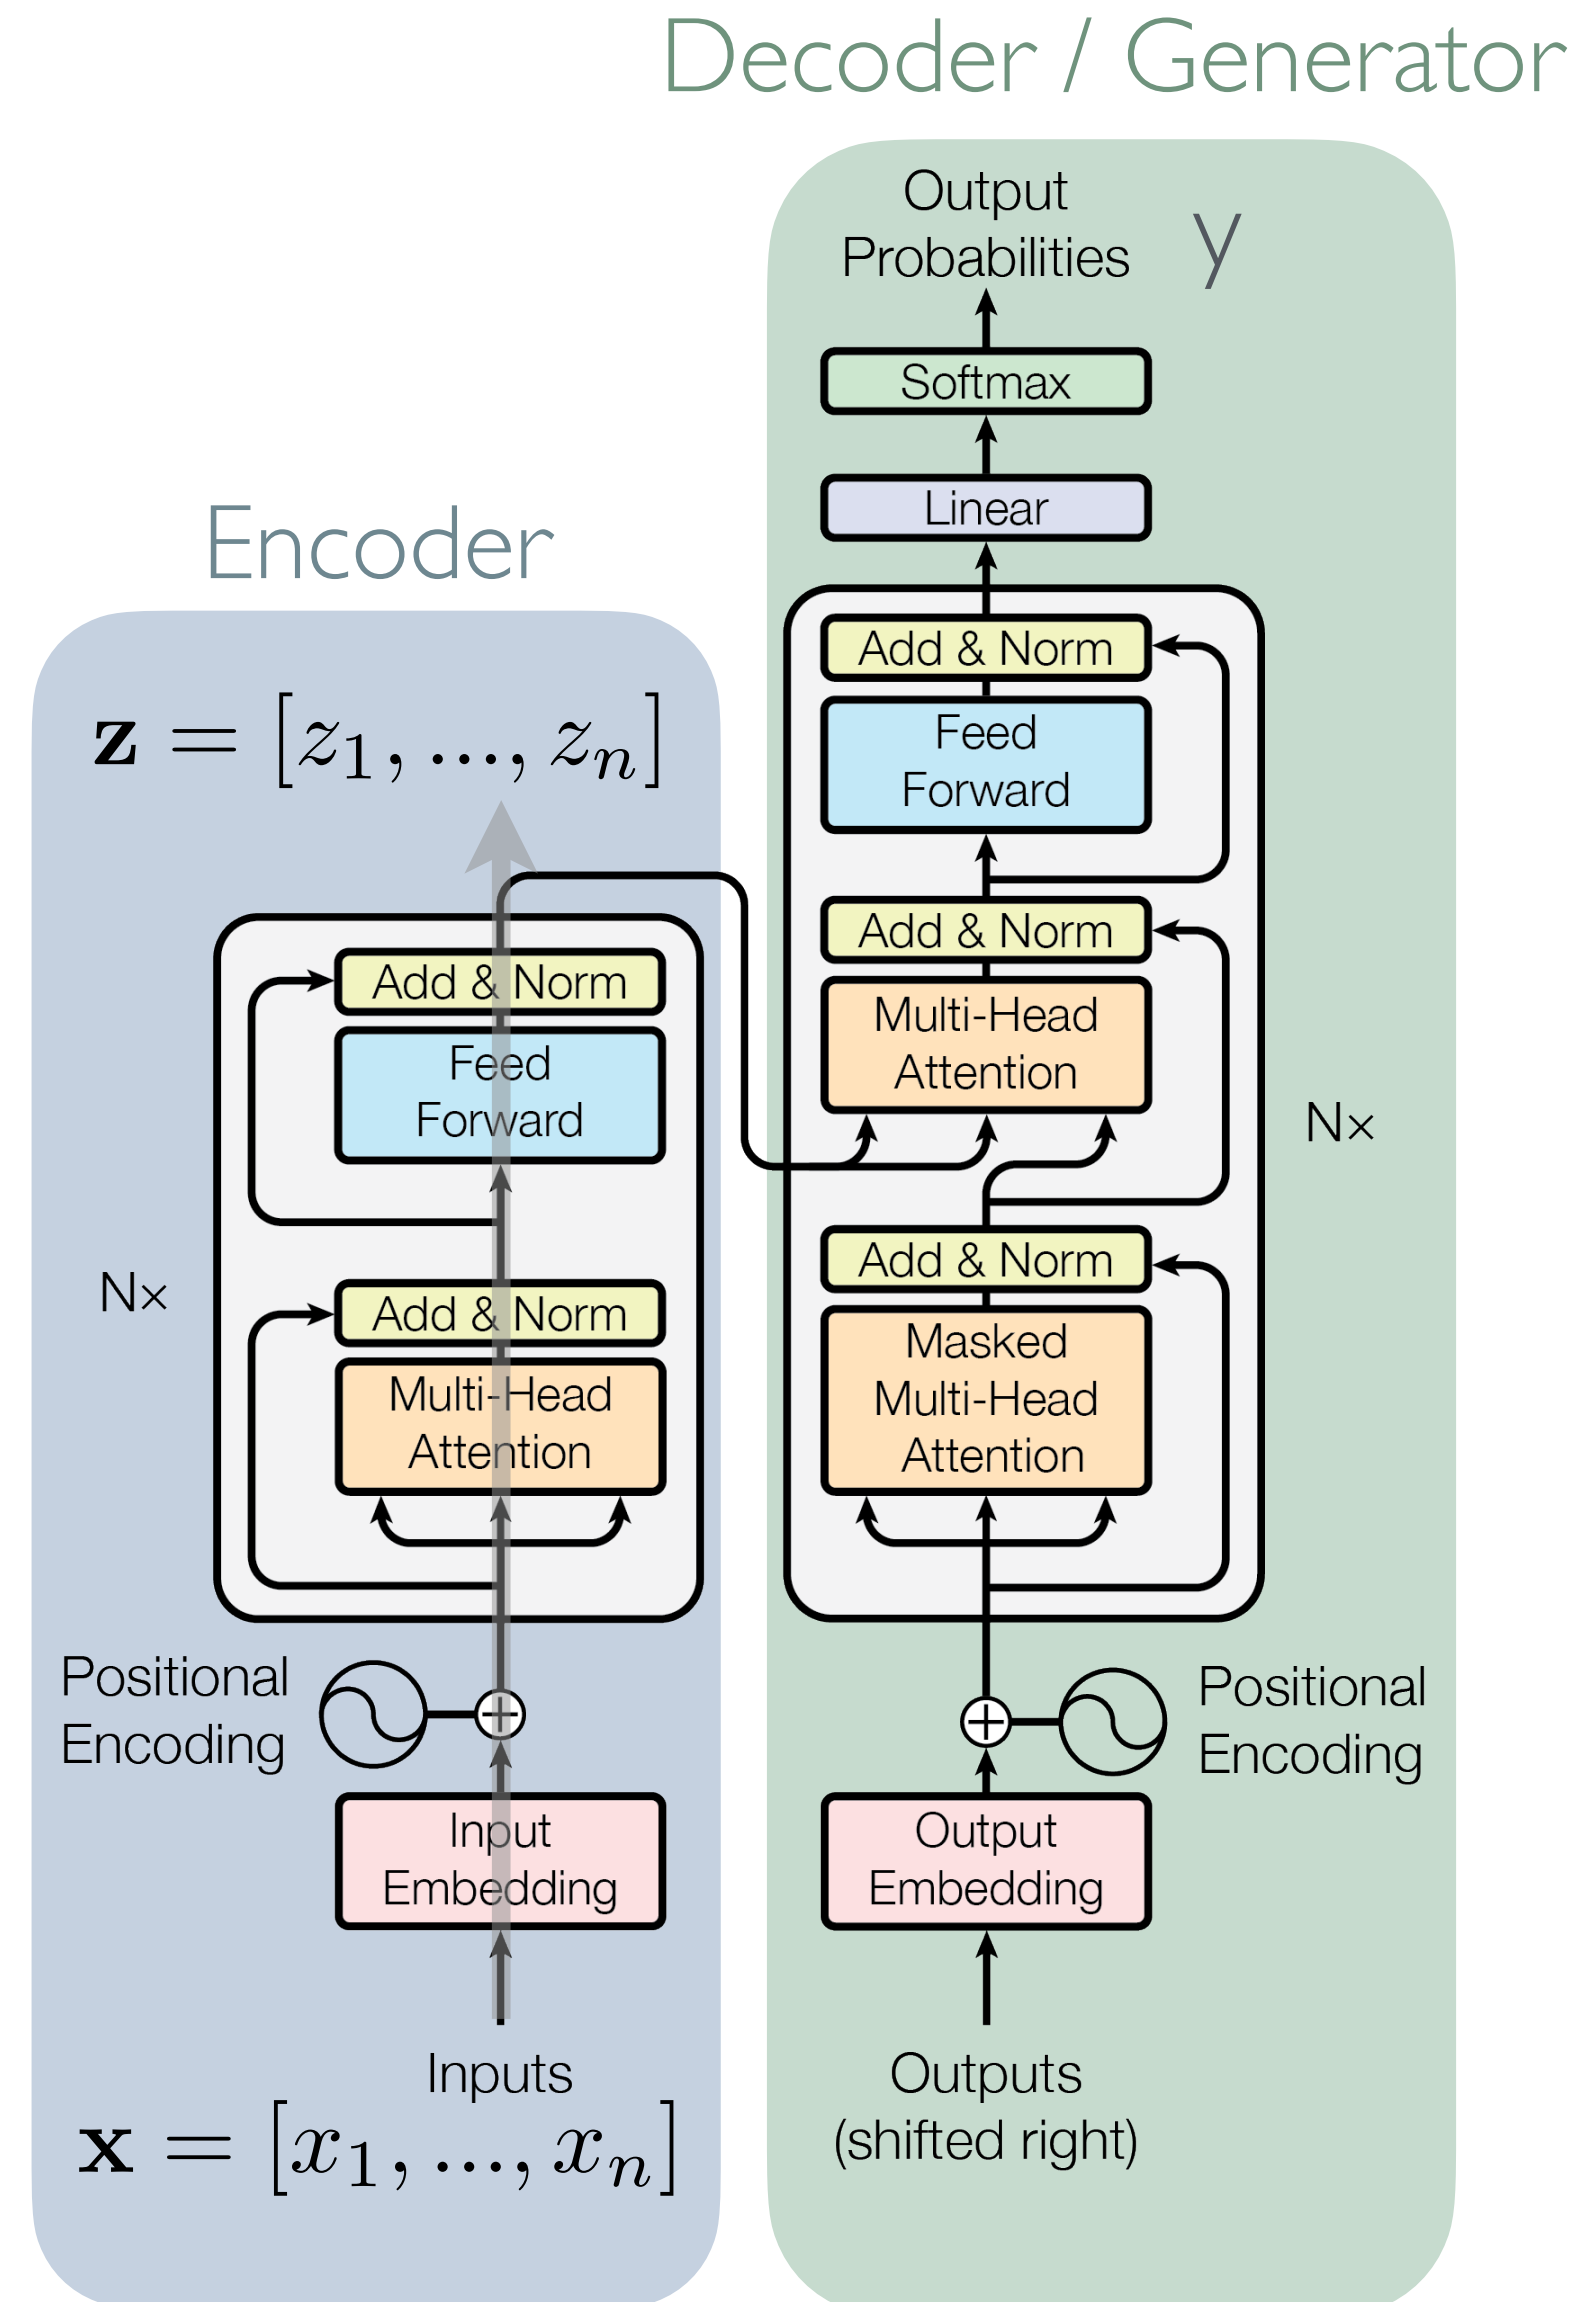 Decoder / Generator
Output
Probabilities
y
Softmax
Linear
Add & Norm
Feed
Forward
Add & Norm
Multi-Head
Attention
N×
Add & Norm
Masked
Multi-Head
Attention
Positional
Encoding
Output
Embedding
Outputs
(shifted right)
Encoder
z = [z₁, ..., zₙ]
Add & Norm
Feed
Forward
N×
Add & Norm
Multi-Head
Attention
Positional
Encoding
Input
Embedding
Inputs
x = [x₁, ..., xₙ]